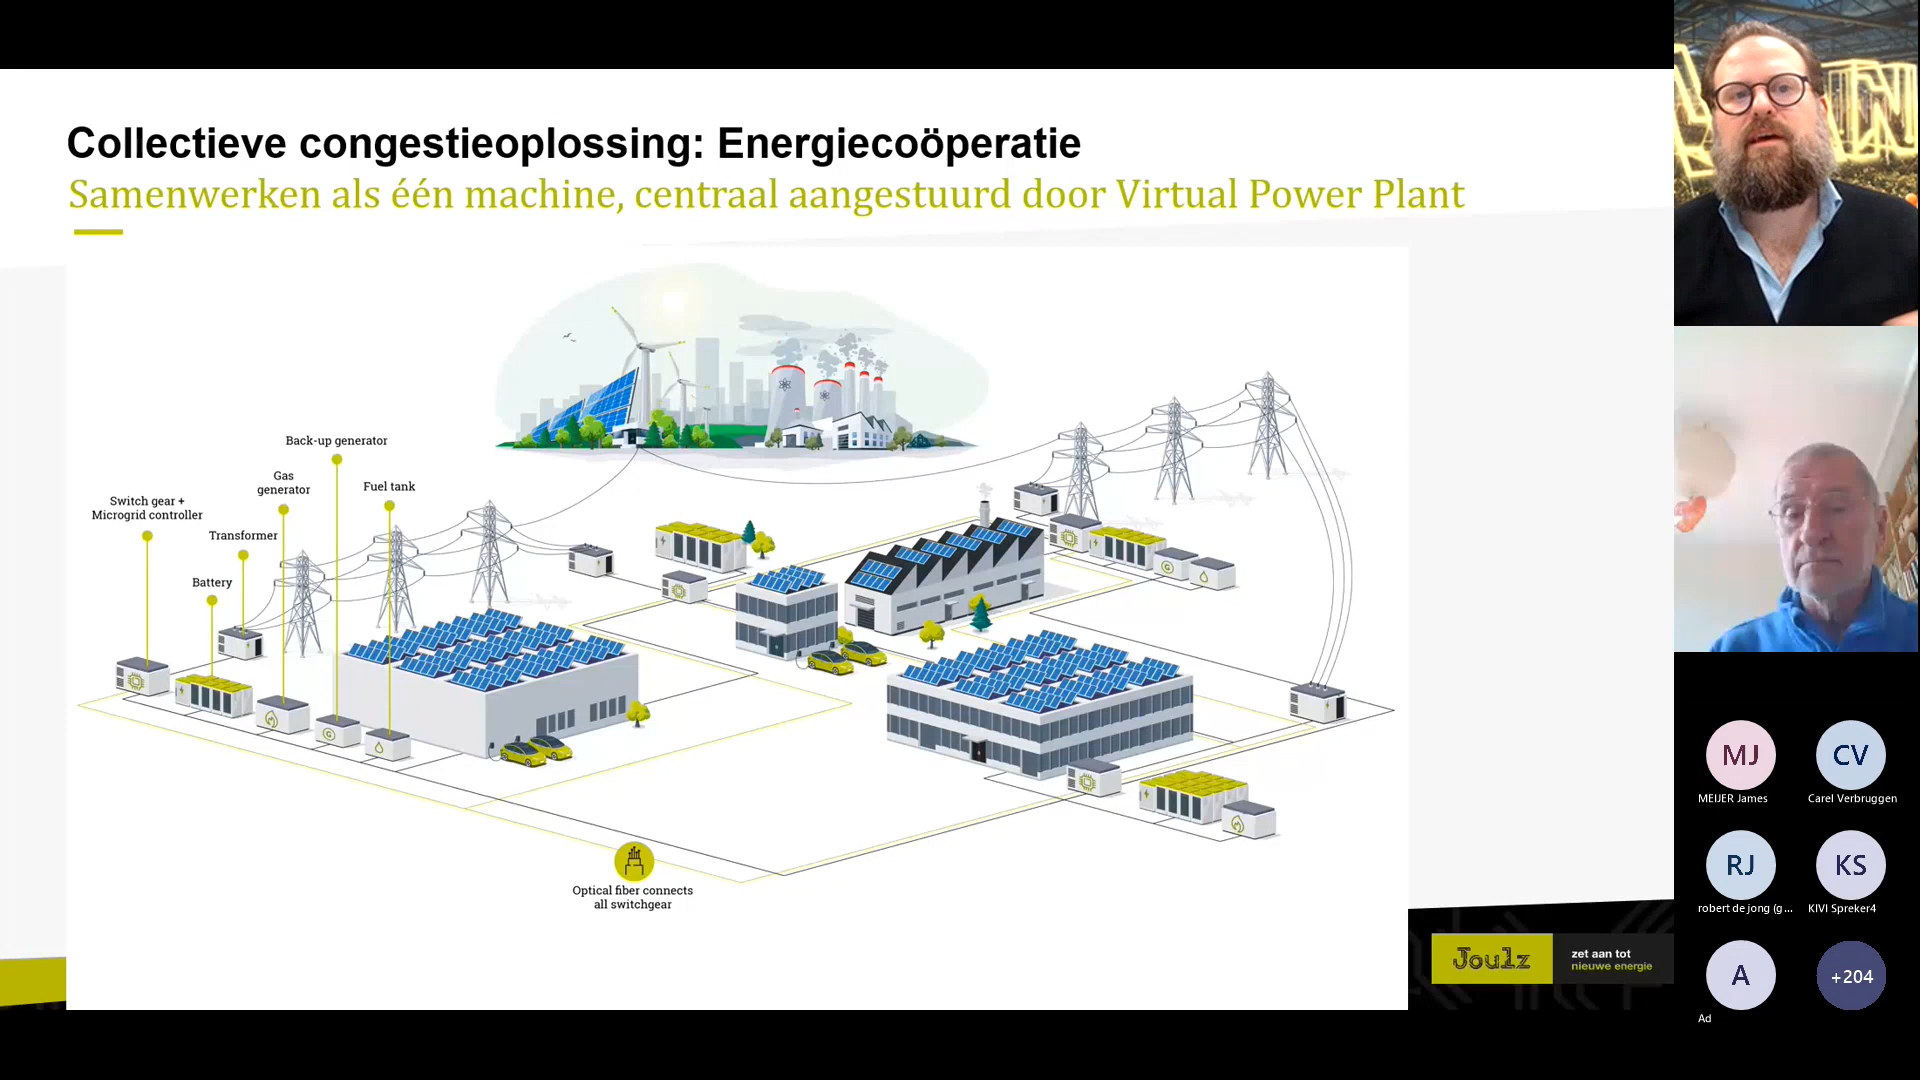 Collectieve congestieoplossing: Energiecoöperatie
Samenwerken als één machine, centraal aangestuurd door Virtual Power Plant
Back-up generator
Gas
generator
Fuel tank
Switch gear +
Microgrid controller
Transformer
Battery
Optical fiber connects
all switchgear
Joulz
zet aan tot
nieuwe energie
MJ
MEIJER James
CV
Carel Verbruggen
RJ
robert de jong (g...
KS
KIVI Spreker4
A
Ad
+204